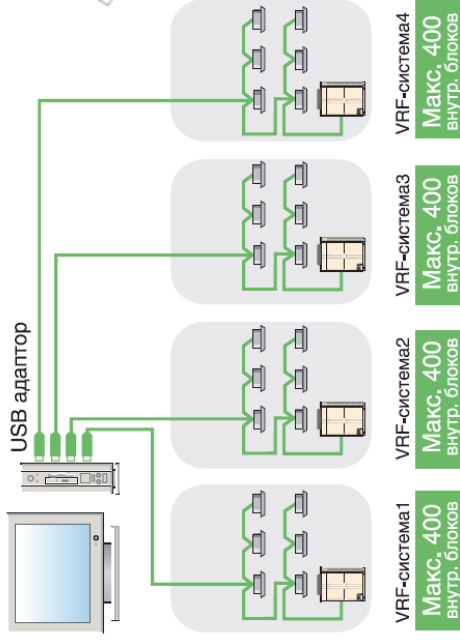 USB адаптор
VRF-система1
Макс. 400
внутр. блоков
VRF-система2
Макс. 400
внутр. блоков
VRF-система3
Макс. 400
внутр. блоков
VRF-система4
Макс. 400
внутр. блоков